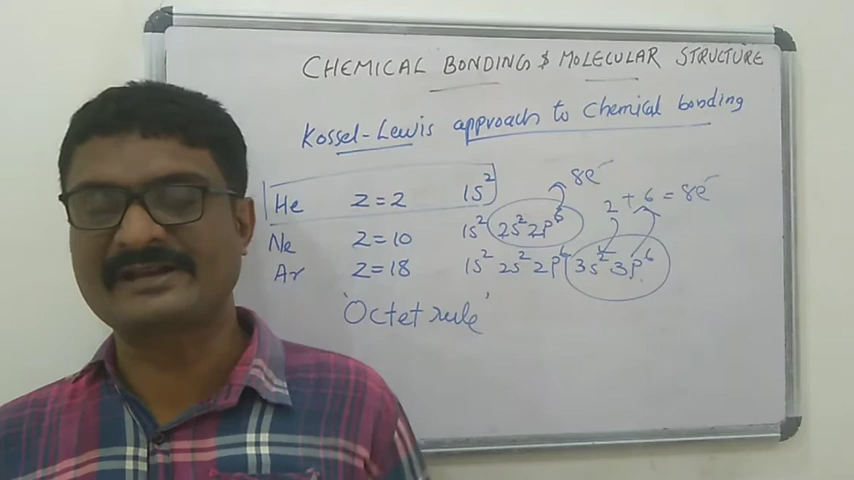 CHEMICAL BONDINGS & MOLECULAR STRUCTURE
Kossel-Lewis approach to chemical bonding
He Z=2 1S²
8e⁻
Ne Z=10 1s² 2s² 2p⁶
2 + 6 = 8e⁻
Ar Z=18 1s² 2s² 2p⁶ 3s² 3p⁶
'Octet rule'